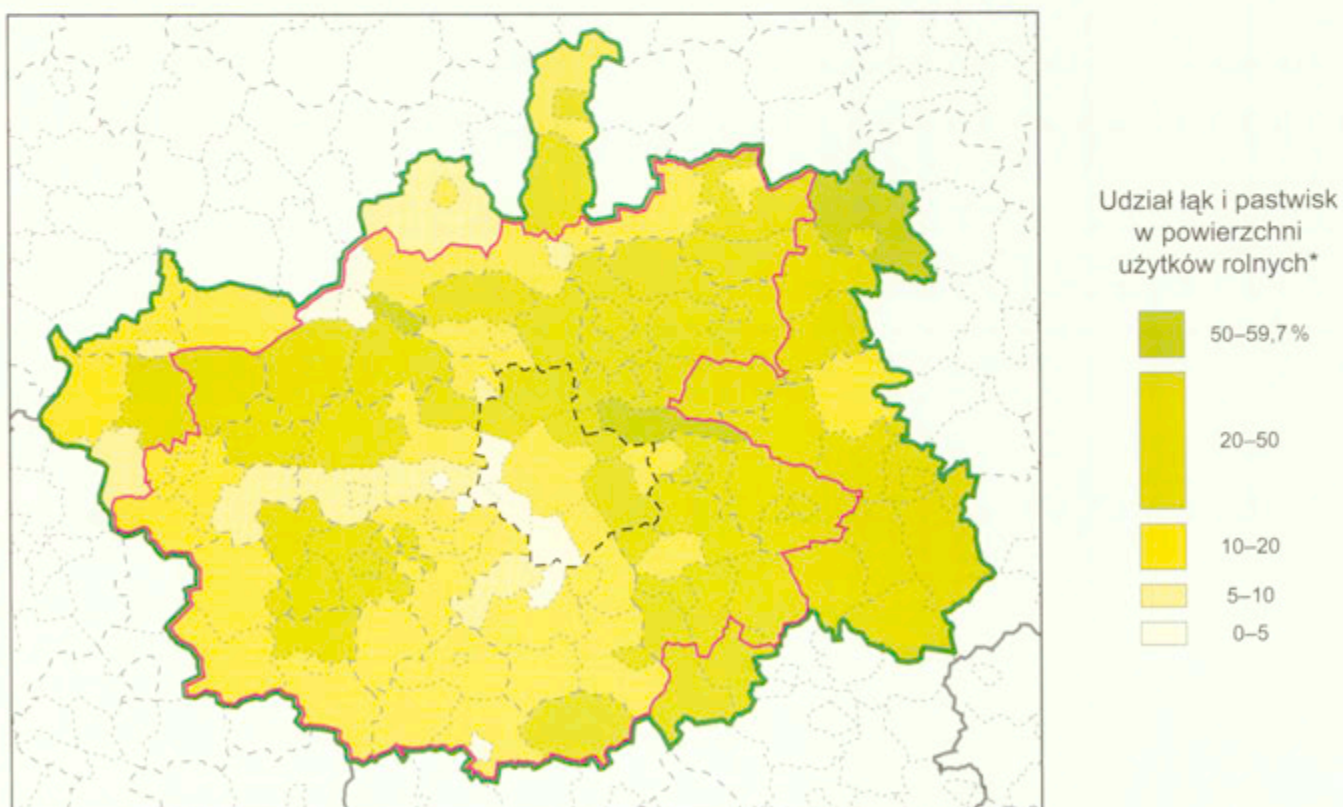 Udział łąk i pastwisk
w powierzchni
użytków rolnych*
50–59,7 %
20–50
10–20
5–10
0–5